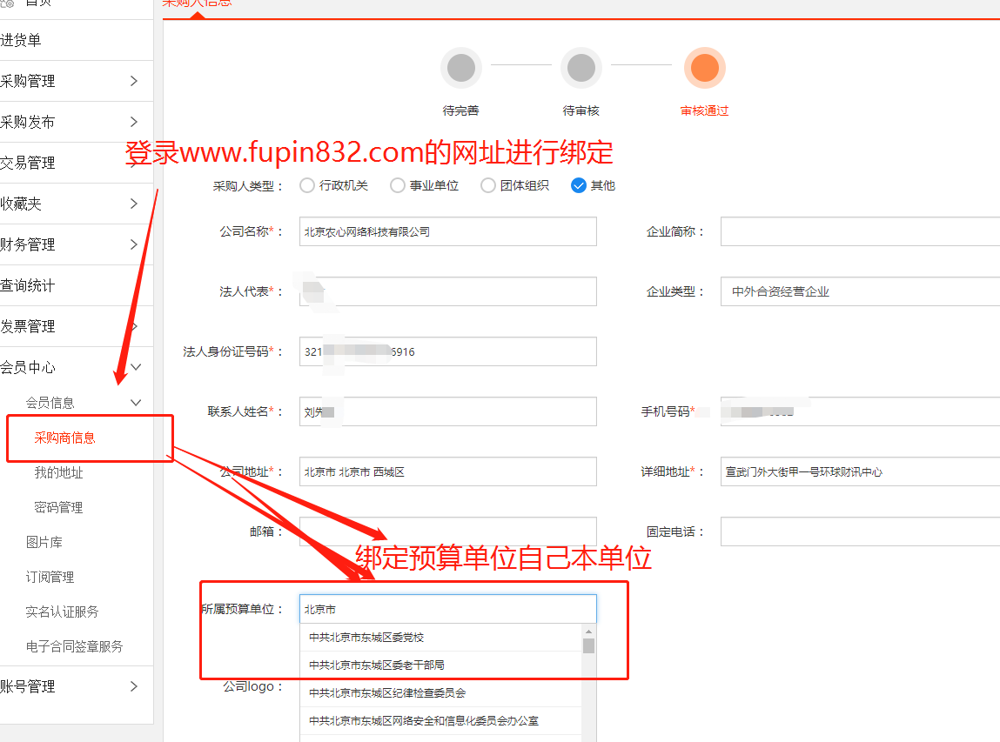 首页
采购人信息
进货单
采购管理
采购发布
交易管理
收藏夹
财务管理
查询统计
发票管理
会员中心
会员信息
采购商信息
我的地址
密码管理
图片库
订阅管理
实名认证服务
电子合同签章服务
账号管理
待完善
待审核
审核通过
登录www.fupin832.com的网址进行绑定
采购人类型： 行政机关 事业单位 团体组织 其他
公司名称*： 北京农心网络科技有限公司 企业简称：
法人代表*： 企业类型： 中外合资经营企业
法人身份证号码*： 321 6916
联系人姓名*： 刘先 手机号码*
公司地址*： 北京市 北京市 西城区 详细地址*： 宣武门外大街甲一号环球财讯中心
邮箱： 固定电话：
绑定预算单位自己本单位
所属预算单位： 北京市
中共北京市东城区委党校
中共北京市东城区委老干部局
公司logo：
中共北京市东城区纪律检查委员会
中共北京市东城区网络安全和信息化委员会办公室